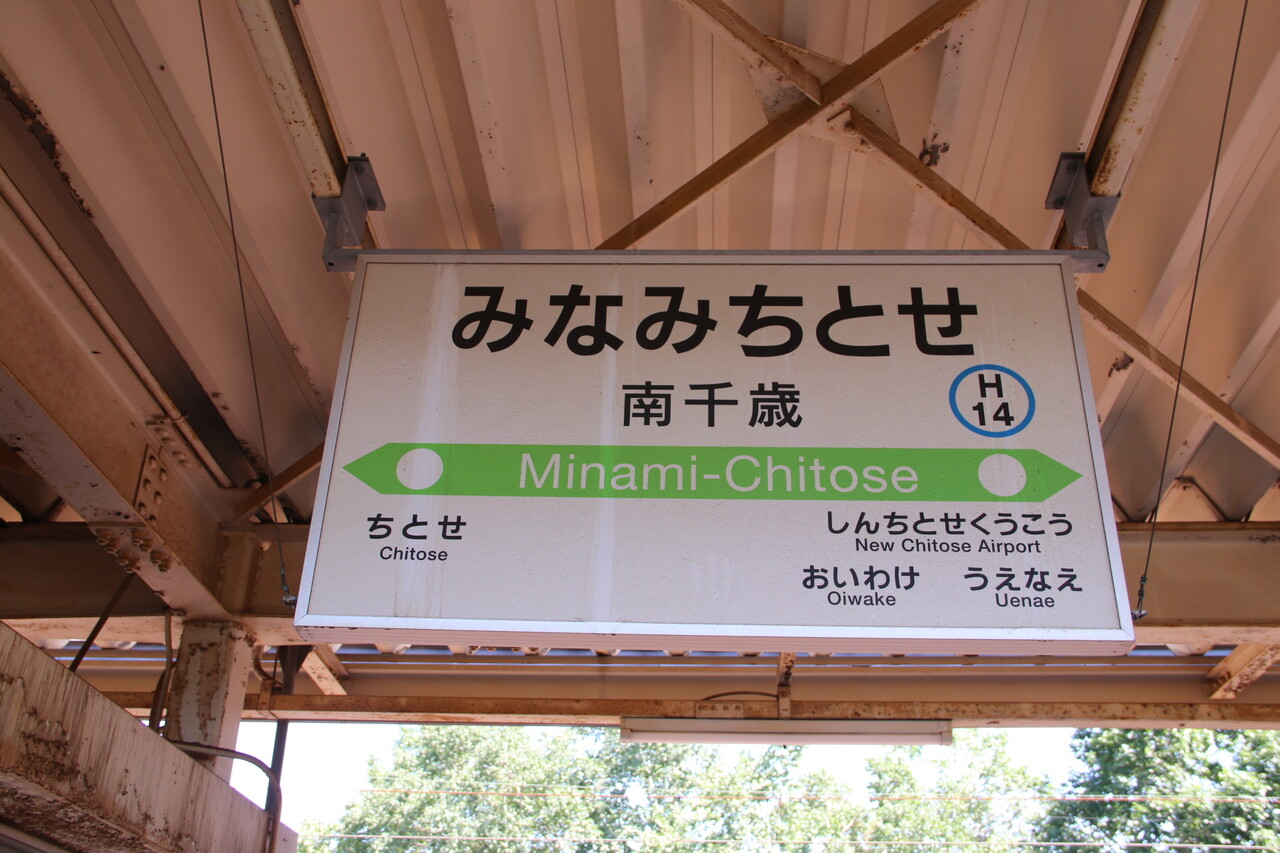 みなみちとせ
南千歳
H
14
Minami-Chitose
ちとせ
Chitose
しんちとせくうこう
New Chitose Airport
おいわけ
Oiwake
うえなえ
Uenae